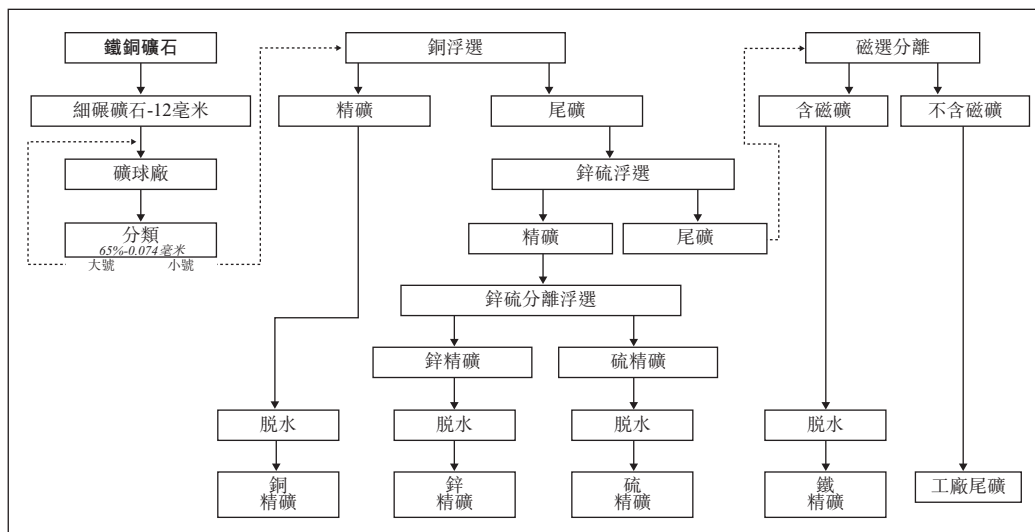 鐵銅礦石
銅浮選
磁選分離
細碾礦石-12毫米
精礦
尾礦
含磁礦
不含磁礦
礦球廠
鋅硫浮選
分類
65%-0.074毫米
大號
小號
精礦
尾礦
鋅硫分離浮選
鋅精礦
硫精礦
脫水
脫水
脫水
脫水
銅
精礦
鋅
精礦
硫
精礦
鐵
精礦
工廠尾礦